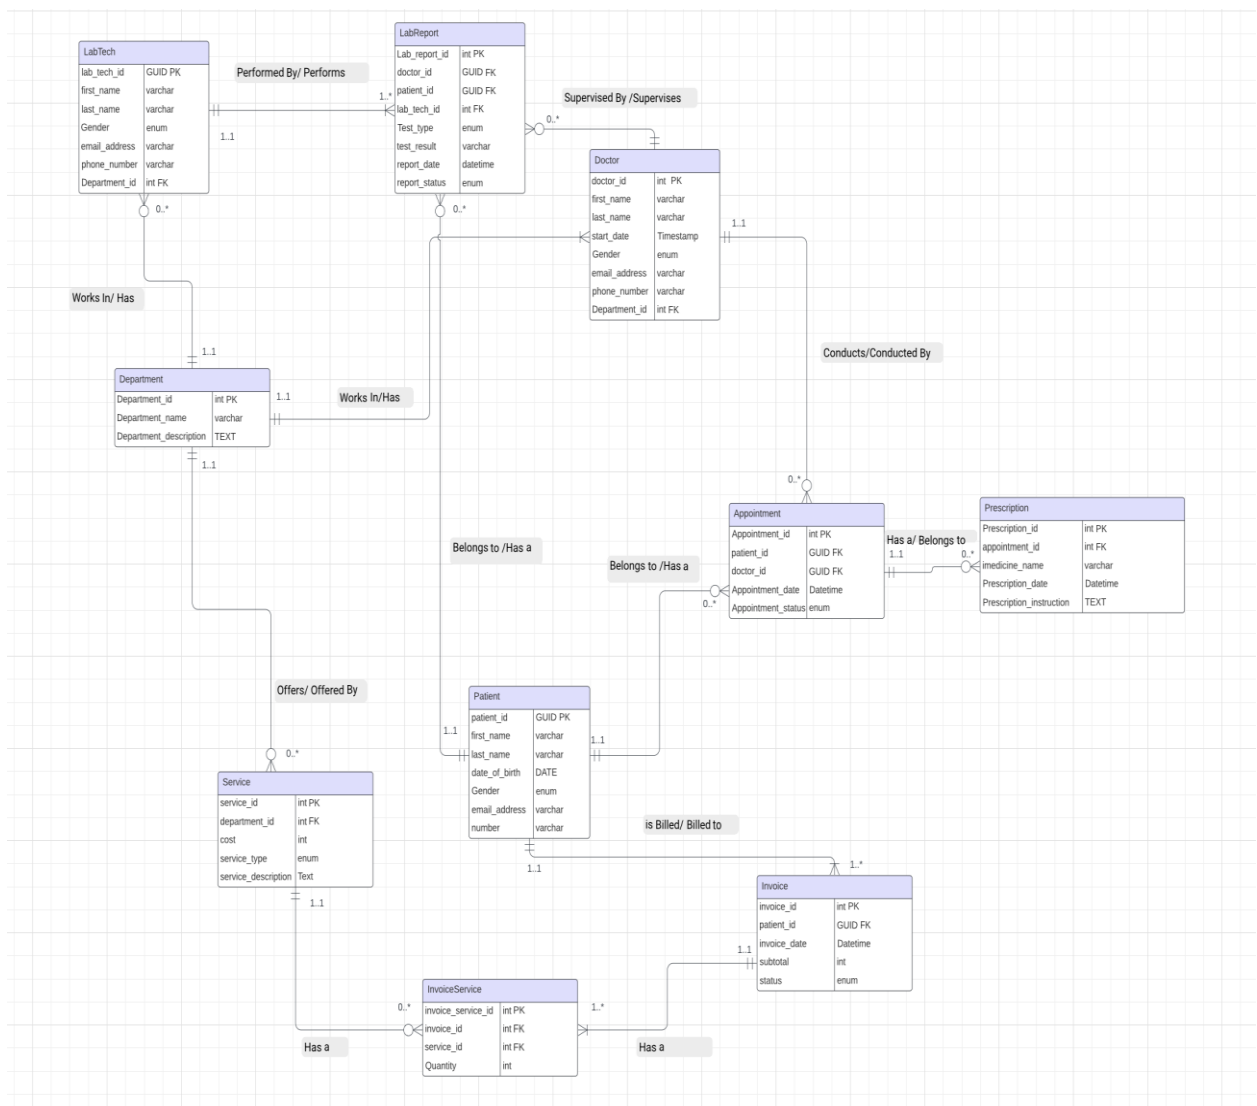 LabTech
lab_tech_id GUID PK
first_name varchar
last_name varchar
Gender enum
email_address varchar
phone_number varchar
Department_id int FK
Performed By/ Performs
1..1
1..*
LabReport
Lab_report_id int PK
doctor_id GUID FK
patient_id GUID FK
lab_tech_id int FK
Test_type enum
test_result varchar
report_date datetime
report_status enum
Supervised By /Supervises
0..*
Doctor
doctor_id int PK
first_name varchar
last_name varchar
start_date Timestamp
Gender enum
email_address varchar
phone_number varchar
Department_id int FK
1..1
0..*
0..*
Works In/ Has
1..1
Department
Department_id int PK
Department_name varchar
Department_description TEXT
1..1
Works In/Has
1..1
Conducts/Conducted By
0..*
Appointment
Appointment_id int PK
patient_id GUID FK
doctor_id GUID FK
Appointment_date Datetime
Appointment_status enum
Has a/ Belongs to
1..1
0..*
Prescription
Prescription_id int PK
appointment_id int FK
imedicine_name varchar
Prescription_date Datetime
Prescription_instruction TEXT
Belongs to /Has a
Belongs to /Has a
0..*
Offers/ Offered By
0..*
Patient
patient_id GUID PK
first_name varchar
last_name varchar
date_of_birth DATE
Gender enum
email_address varchar
number varchar
1..1
1..1
1..1
is Billed/ Billed to
1..*
Service
service_id int PK
department_id int FK
cost int
service_type enum
service_description Text
1..1
Invoice
invoice_id int PK
patient_id GUID FK
invoice_date Datetime
subtotal int
status enum
1..1
InvoiceService
invoice_service_id int PK
invoice_id int FK
service_id int FK
Quantity int
0..*
1..*
Has a
Has a